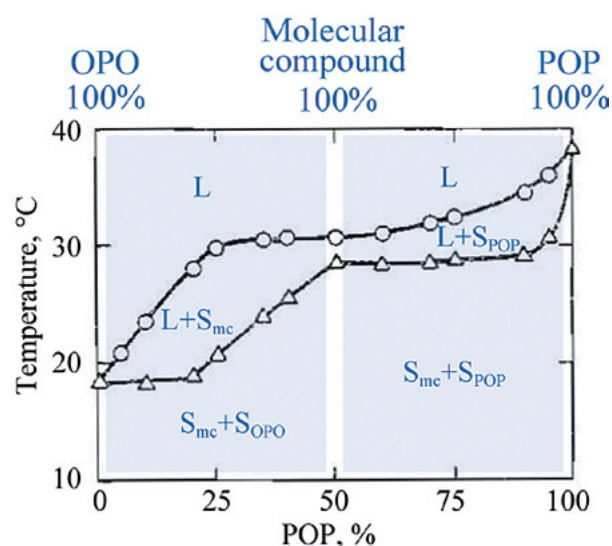 Molecular
compound
OPO
100%
100%
POP
100%
40
30
20
10
Temperature, °C
L
L
L+S_POP
L+S_mc
S_mc+S_POP
S_mc+S_OPO
0
25
50
75
100
POP, %